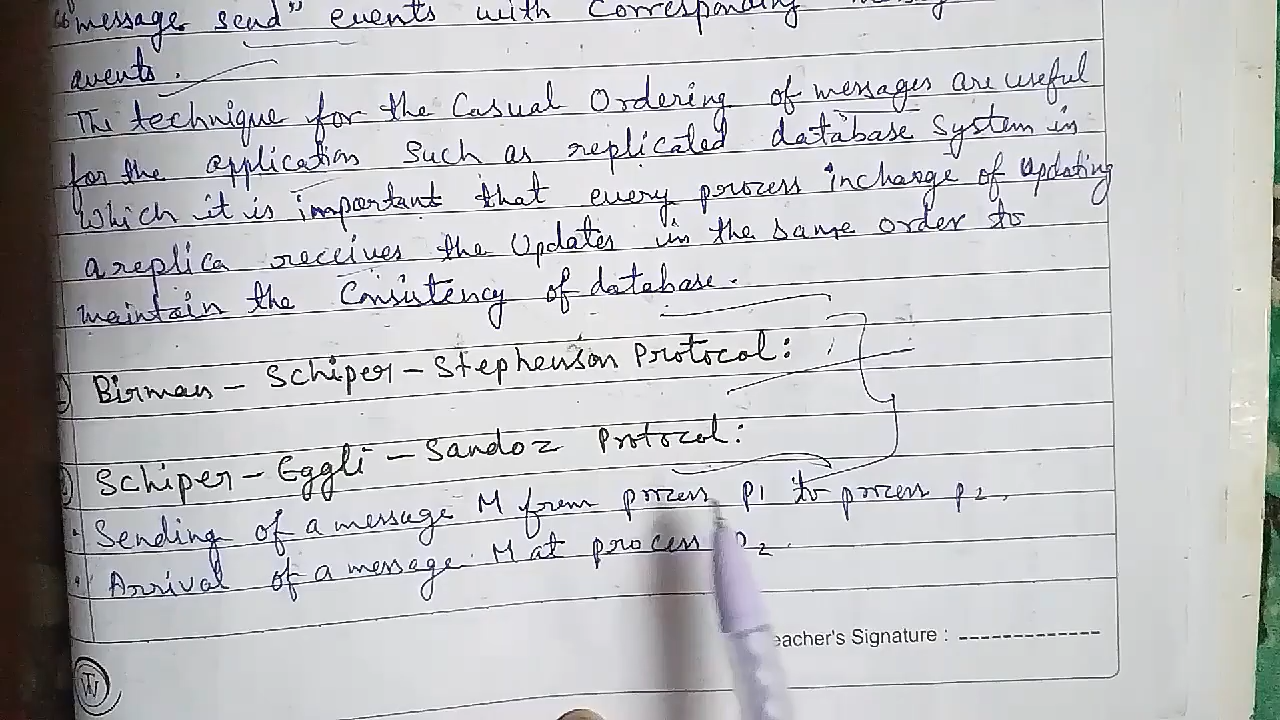 "message send" events with Corresponding
events.
The technique for the Casual Ordering of messages are useful
for the application Such as replicated database System in
which it is important that every process incharge of updating
a replica receives the Updates in the same order to
maintain the Consistency of database.
Birman - Schiper - Stephenson Protocol:
Schiper - Eggli - Sandoz Protocol:
• Sending of a message M from process P1 to process P2.
• Arrival of a message M at process P2.
eacher's Signature : -------------
IV